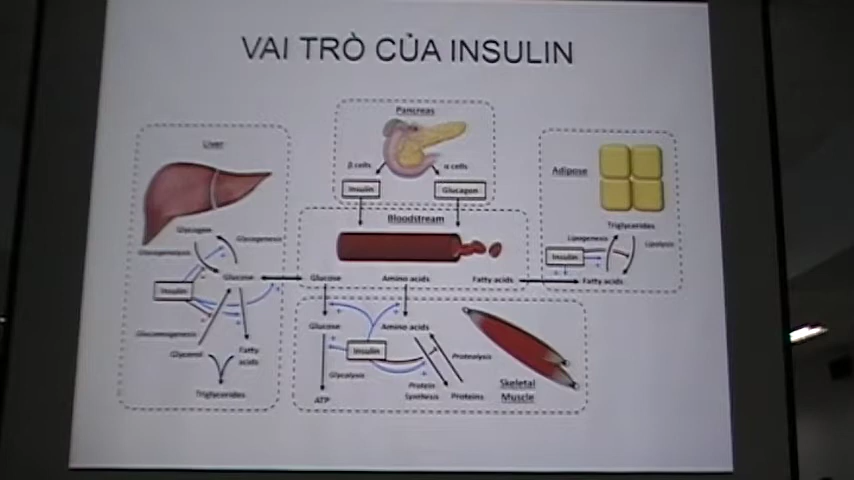 VAI TRÒ CỦA INSULIN
Pancreas
β cells
α cells
Insulin
Glucagon
Liver
Glycogen
Glycogenesis
Glycogenolysis
Glucose
Insulin
Gluconeogenesis
Glycerol
Fatty
acids
Triglycerides
Bloodstream
Glucose
Amino acids
Fatty acids
Adipose
Triglycerides
Lipogenesis
Lipolysis
Insulin
Fatty acids
Glucose
Amino acids
Insulin
Glycolysis
ATP
Proteolysis
Protein
Synthesis
Proteins
Skeletal
Muscle